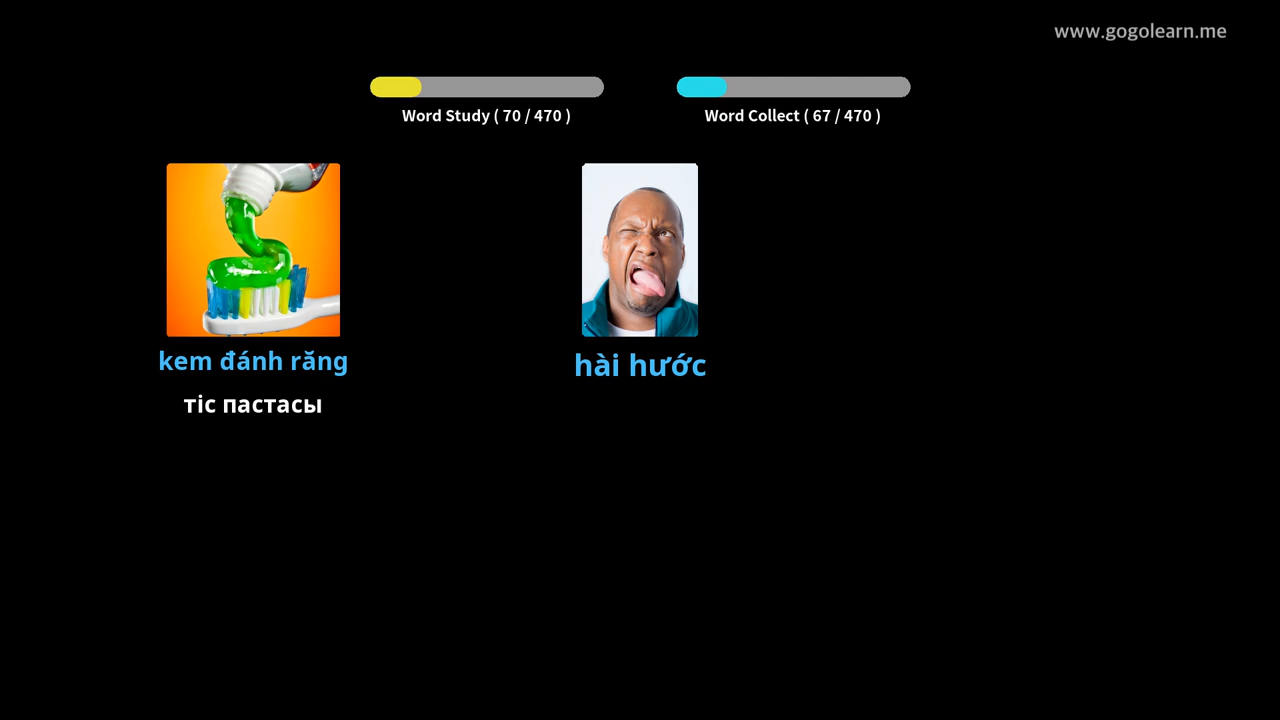 www.gogolearn.me
Word Study ( 70 / 470 )
Word Collect ( 67 / 470 )
kem đánh răng
тіс пастасы
hài hước